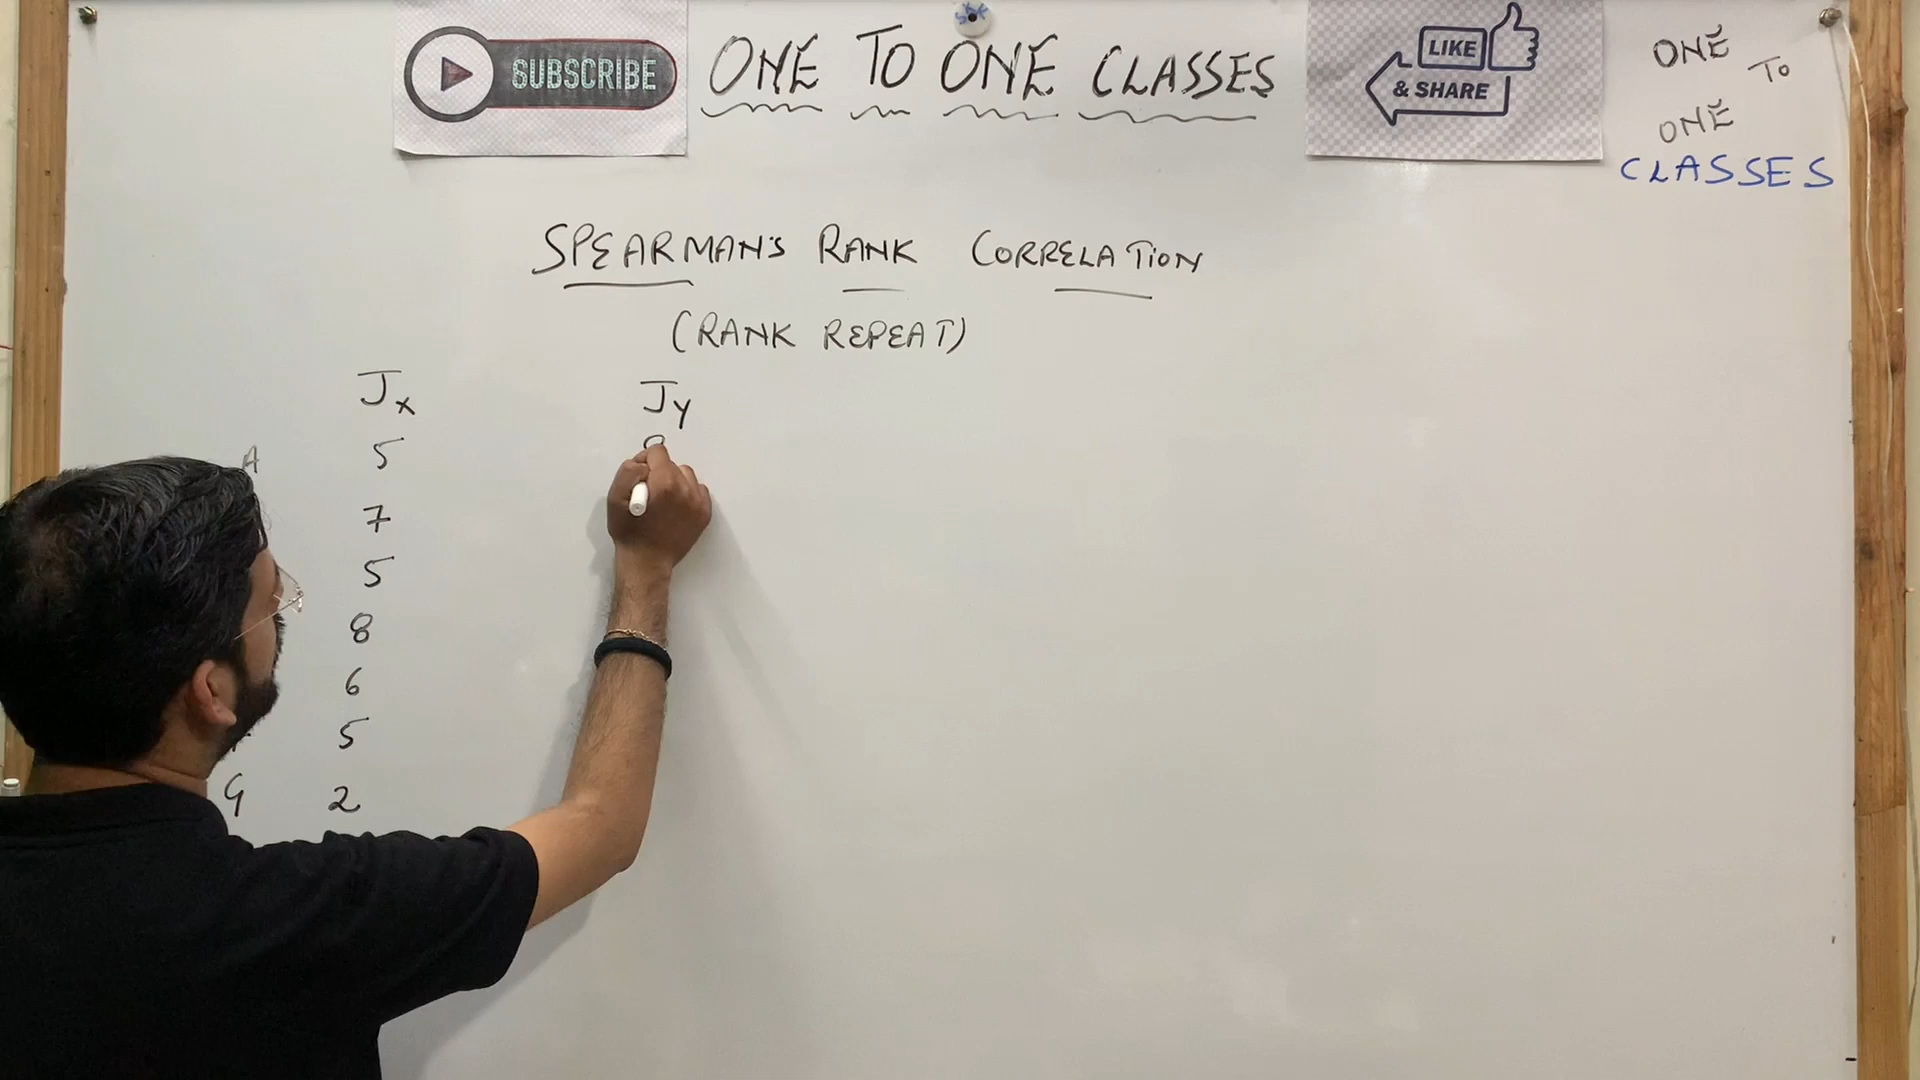 SUBSCRIBE ONE TO ONE CLASSES
LIKE
& SHARE
ONE
TO
ONE
CLASSES
SPEARMAN'S RANK CORRELATION
(RANK REPEAT)
Jx Jy
A 5
7
5
8
6
5
G 2